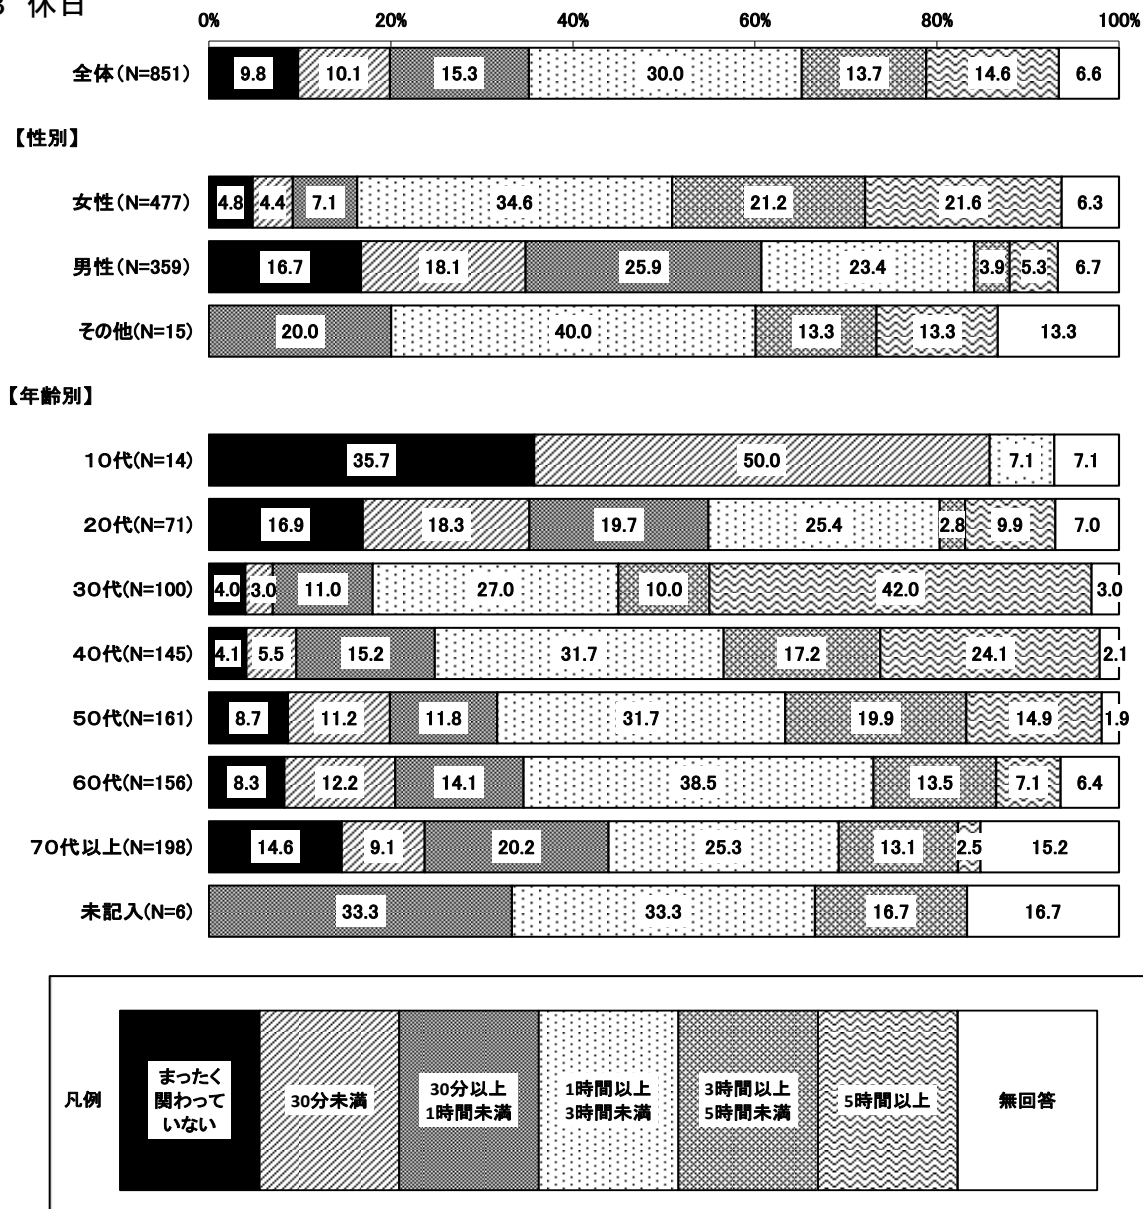 休日
0% 20% 40% 60% 80% 100%
全体(N=851) 9.8 10.1 15.3 30.0 13.7 14.6 6.6
【性別】
女性(N=477) 4.8 4.4 7.1 34.6 21.2 21.6 6.3
男性(N=359) 16.7 18.1 25.9 23.4 3.9 5.3 6.7
その他(N=15) 20.0 40.0 13.3 13.3 13.3
【年齢別】
10代(N=14) 35.7 50.0 7.1 7.1
20代(N=71) 16.9 18.3 19.7 25.4 2.8 9.9 7.0
30代(N=100) 4.0 3.0 11.0 27.0 10.0 42.0 3.0
40代(N=145) 4.1 5.5 15.2 31.7 17.2 24.1 2.1
50代(N=161) 8.7 11.2 11.8 31.7 19.9 14.9 1.9
60代(N=156) 8.3 12.2 14.1 38.5 13.5 7.1 6.4
70代以上(N=198) 14.6 9.1 20.2 25.3 13.1 2.5 15.2
未記入(N=6) 33.3 33.3 16.7 16.7
凡例
まったく
関わって
いない
30分未満
30分以上
1時間未満
1時間以上
3時間未満
3時間以上
5時間未満
5時間以上
無回答